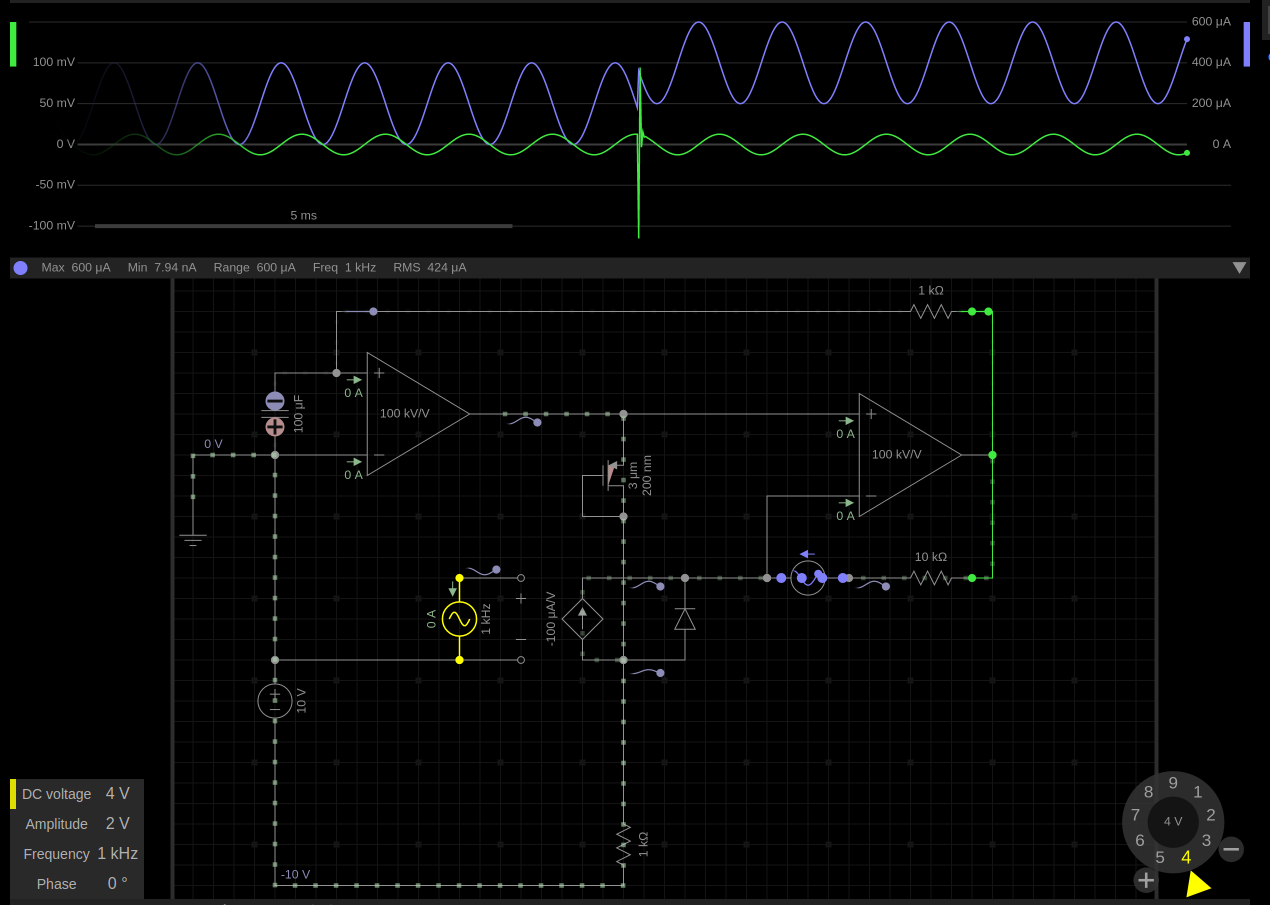 600 µA
100 mV
400 µA
50 mV
200 µA
0 V
0 A
-50 mV
5 ms
-100 mV
Max 600 µA Min 7.94 nA Range 600 µA Freq 1 kHz RMS 424 µA
1 kΩ
+
0 A
100 µF
100 kV/V
+
0 A
0 V
100 kV/V
−
0 A
3 µm
200 nm
−
0 A
10 kΩ
0 A
1 kHz
+
−
-100 µA/V
+
−
10 V
DC voltage 4 V
Amplitude 2 V
Frequency 1 kHz
Phase 0 °
1 kΩ
-10 V
9
8 1
7 4 V 2
6 3
5 4
−
+